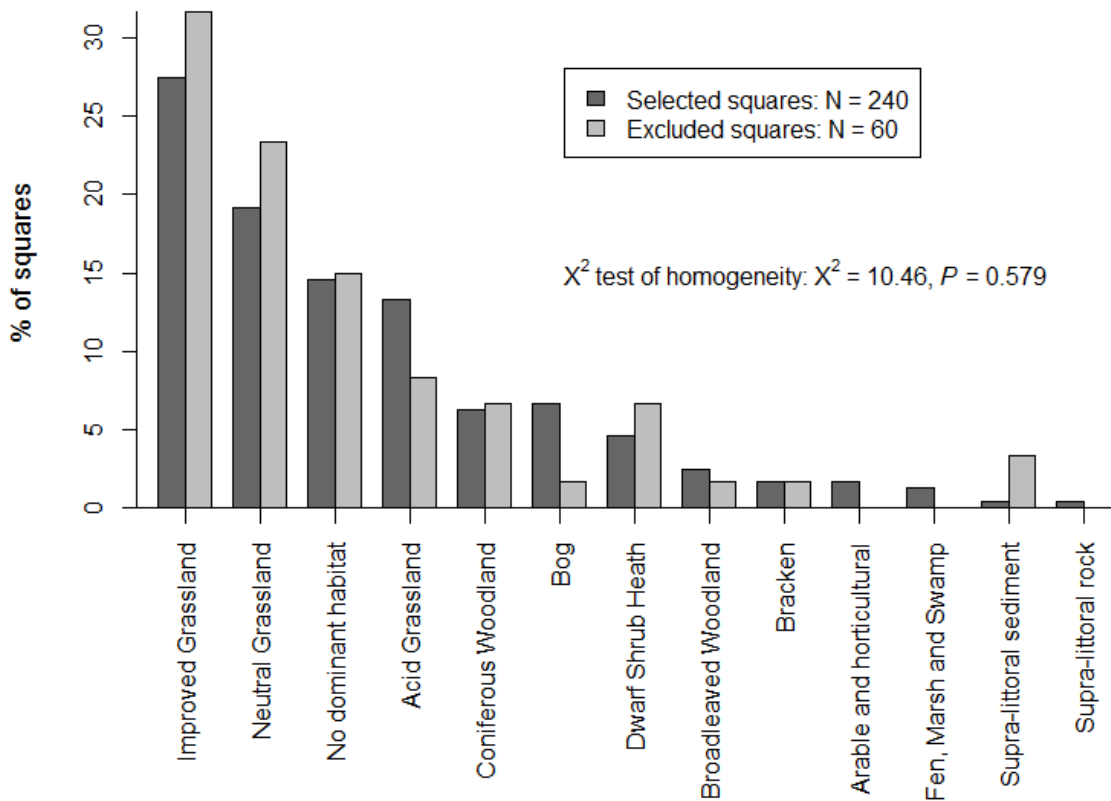 % of squares
30
25
20
15
10
5
0
Selected squares: N = 240
Excluded squares: N = 60
X² test of homogeneity: X² = 10.46, P = 0.579
Improved Grassland
Neutral Grassland
No dominant habitat
Acid Grassland
Coniferous Woodland
Bog
Dwarf Shrub Heath
Broadleaved Woodland
Bracken
Arable and horticultural
Fen, Marsh and Swamp
Supra-littoral sediment
Supra-littoral rock